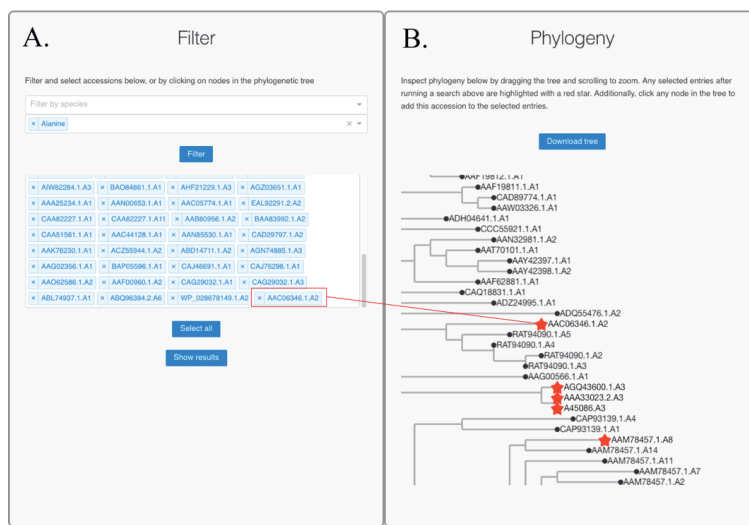 A.
Filter
Filter and select accessions below, or by clicking on nodes in the phylogenetic tree
Filter by species
× Alanine × 
Filter
× AIW82284.1.A3 × BAO84861.1.A1 × AHF21229.1.A3 × AGZ03651.1.A1
× AAA25234.1.A1 × AAN00653.1.A1 × AAC05774.1.A1 × EAL92291.2.A2
× CAA82227.1.A1 × CAA82227.1.A11 × AAB80956.1.A2 × BAA83992.1.A2
× CAA51561.1.A1 × AAC44128.1.A1 × AAN85530.1.A1 × CAD29797.1.A2
× AAK76230.1.A1 × ACZ55944.1.A2 × ABD14711.1.A2 × AGN74885.1.A3
× AAG02356.1.A1 × BAP05596.1.A1 × CAJ46691.1.A1 × CAJ76298.1.A1
× AAO62586.1.A2 × AAF00960.1.A2 × CAG29032.1.A1 × CAG29032.1.A3
× ABL74937.1.A1 × ABQ96384.2.A6 × WP_028678149.1.A2 × AAC06346.1.A2
Select all
Show results
B.
Phylogeny
Inspect phylogeny below by dragging the tree and scrolling to zoom. Any selected entries after
running a search above are highlighted with a red star. Additionally, click any node in the tree to
add this accession to the selected entries.
Download tree
AAF19812.1.A1
AAF19811.1.A1
CAD89774.1.A1
AAW03326.1.A1
ADH04641.1.A1
CCC55921.1.A1
AAN32981.1.A2
AAT70101.1.A1
AAY42397.1.A1
AAY42398.1.A2
AAF62881.1.A1
CAQ18831.1.A1
ADZ24995.1.A1
ADQ55476.1.A2
AAC06346.1.A2
RAT94090.1.A5
RAT94090.1.A4
RAT94090.1.A2
RAT94090.1.A3
AAG00566.1.A1
AGQ43600.1.A3
AAA33023.2.A3
A45086.A3
CAP93139.1.A4
CAP93139.1.A1
AAM78457.1.A8
AAM78457.1.A14
AAM78457.1.A11
AAM78457.1.A7
AAM78457.1.A2